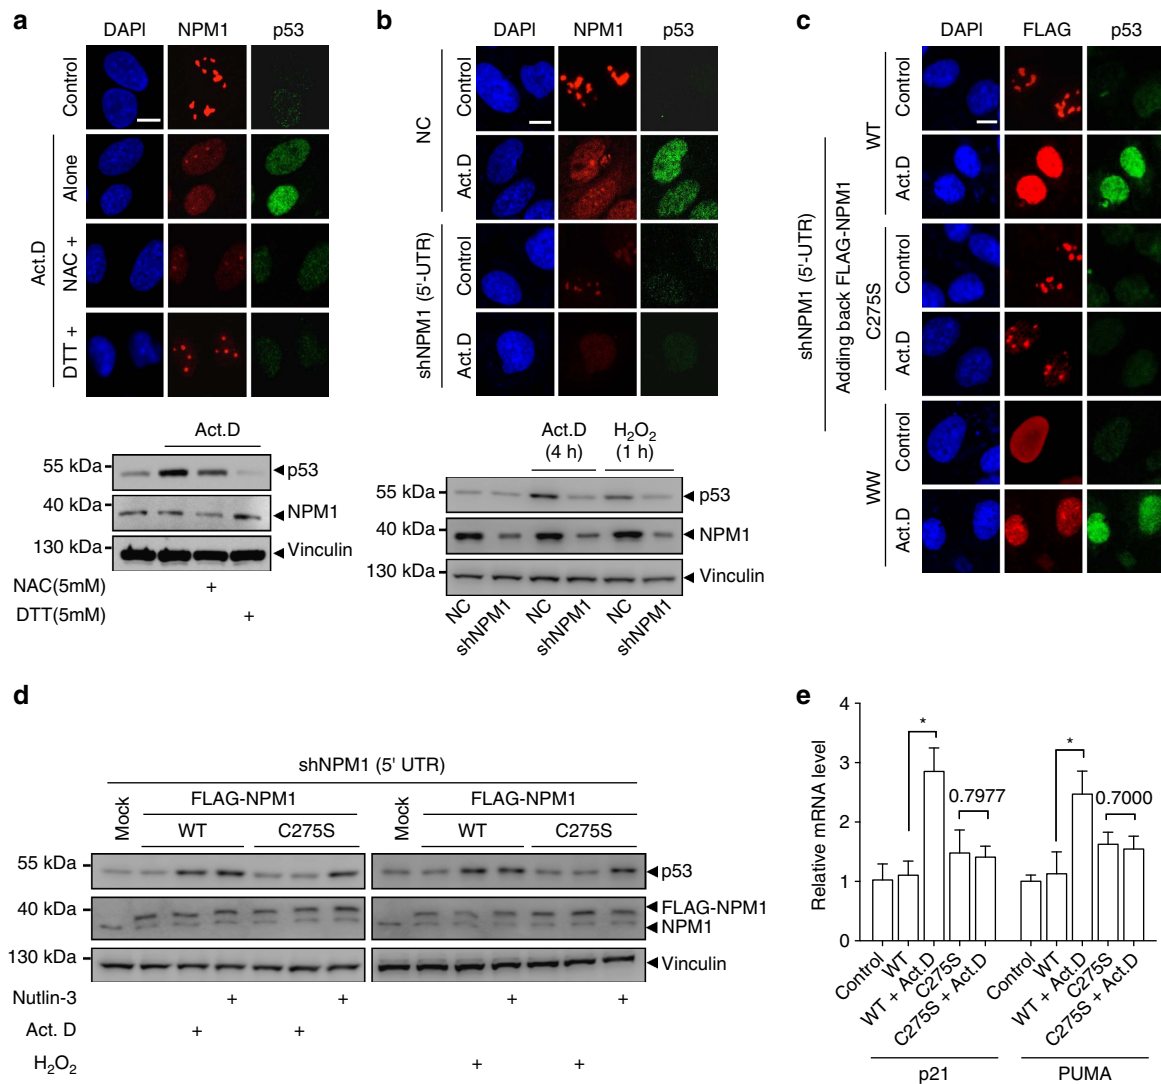 a
DAPI NPM1 p53
Control
Act.D
Alone
NAC +
DTT +
Act.D
55 kDa
p53
40 kDa
NPM1
130 kDa
Vinculin
NAC(5mM) +
DTT(5mM) +
b
DAPI NPM1 p53
NC
Control
Act.D
shNPM1 (5'-UTR)
Control
Act.D
Act.D H2O2
(4 h) (1 h)
55 kDa
p53
40 kDa
NPM1
130 kDa
Vinculin
NC shNPM1 NC shNPM1 NC shNPM1
c
DAPI FLAG p53
shNPM1 (5'-UTR)
Adding back FLAG-NPM1
WT
Control
Act.D
C275S
Control
Act.D
WW
Control
Act.D
d
shNPM1 (5' UTR)
Mock FLAG-NPM1 Mock FLAG-NPM1
WT C275S WT C275S
55 kDa
p53
40 kDa
FLAG-NPM1
NPM1
130 kDa
Vinculin
Nutlin-3 + + + +
Act. D + +
H2O2 + +
e
Relative mRNA level
4
3
2
1
0
* 0.7977 * 0.7000
Control WT WT + Act.D C275S C275S + Act.D Control WT WT + Act.D C275S C275S + Act.D
p21 PUMA